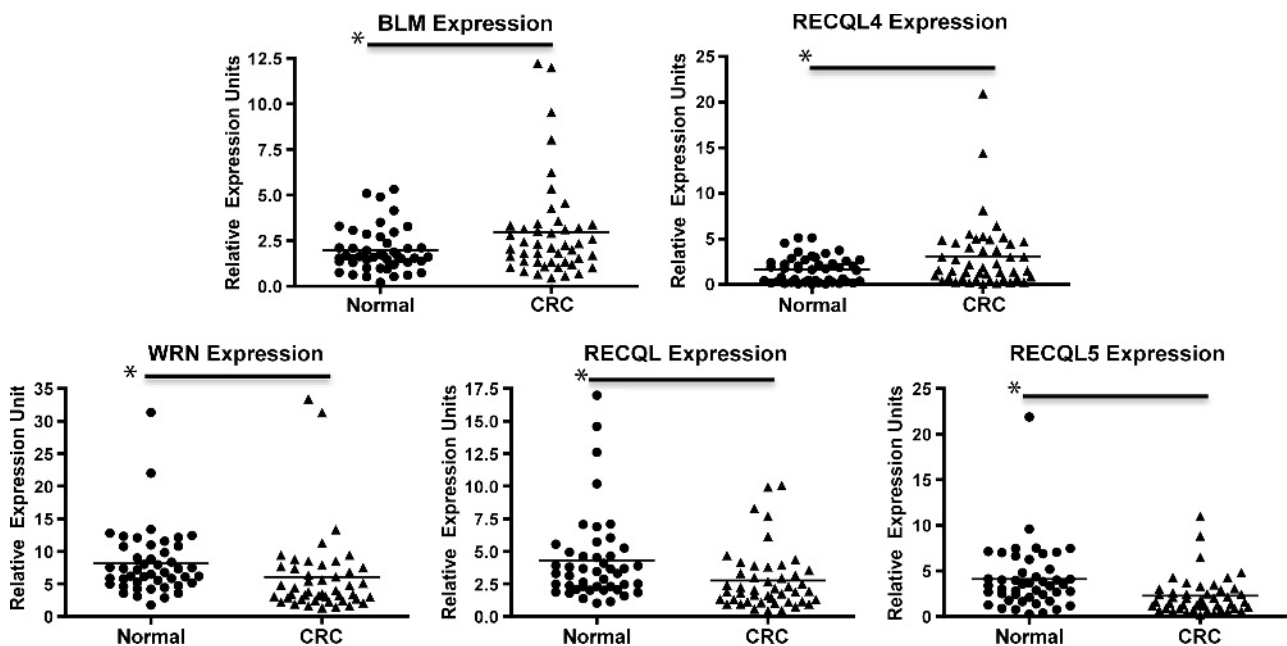 BLM Expression
*
Relative Expression Units
12.5
10.0
7.5
5.0
2.5
0.0
Normal
CRC
RECQL4 Expression
*
Relative Expression Units
25
20
15
10
5
0
Normal
CRC
WRN Expression
*
Relative Expression Unit
35
30
25
20
15
10
5
0
Normal
CRC
RECQL Expression
*
Relative Expression Units
17.5
15.0
12.5
10.0
7.5
5.0
2.5
0.0
Normal
CRC
RECQL5 Expression
*
Relative Expression Units
25
20
15
10
5
0
Normal
CRC